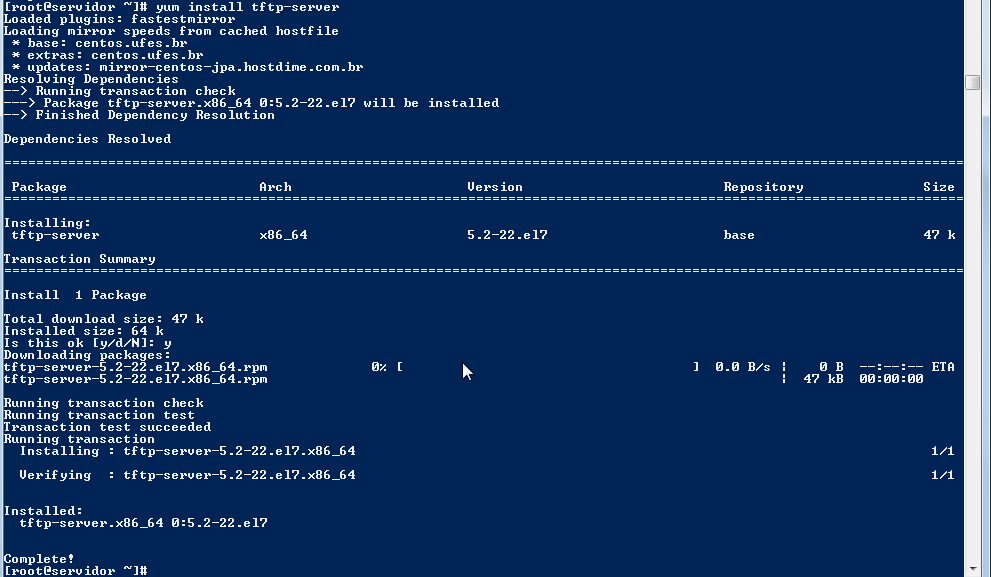 [root@servidor ~]# yum install tftp-server
Loaded plugins: fastestmirror
Loading mirror speeds from cached hostfile
 * base: centos.ufes.br
 * extras: centos.ufes.br
 * updates: mirror-centos-jpa.hostdime.com.br
Resolving Dependencies
--> Running transaction check
---> Package tftp-server.x86_64 0:5.2-22.el7 will be installed
--> Finished Dependency Resolution
Dependencies Resolved
================================================================================
 Package Arch Version Repository Size
================================================================================
Installing:
 tftp-server x86_64 5.2-22.el7 base 47 k
Transaction Summary
================================================================================
Install  1 Package
Total download size: 47 k
Installed size: 64 k
Is this ok [y/d/N]: y
Downloading packages:
tftp-server-5.2-22.el7.x86_64.rpm 0% [ ] 0.0 B/s ¦ 0 B --:--:-- ETA
tftp-server-5.2-22.el7.x86_64.rpm ¦ 47 kB 00:00:00
Running transaction check
Running transaction test
Transaction test succeeded
Running transaction
  Installing : tftp-server-5.2-22.el7.x86_64 1/1
  Verifying  : tftp-server-5.2-22.el7.x86_64 1/1
Installed:
  tftp-server.x86_64 0:5.2-22.el7
Complete!
[root@servidor ~]#